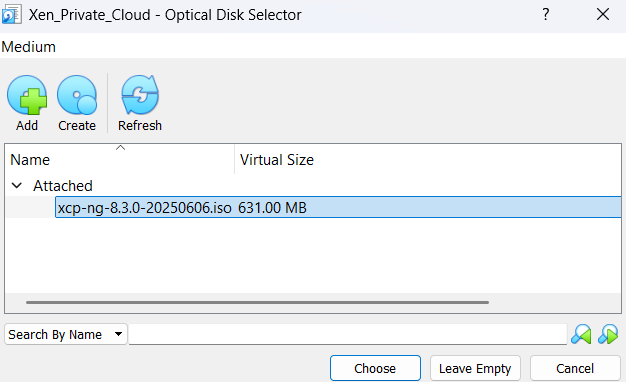 Xen_Private_Cloud - Optical Disk Selector ?
Medium
Add Create Refresh
Name Virtual Size
Attached
xcp-ng-8.3.0-20250606.iso 631.00 MB
Search By Name
Choose Leave Empty Cancel